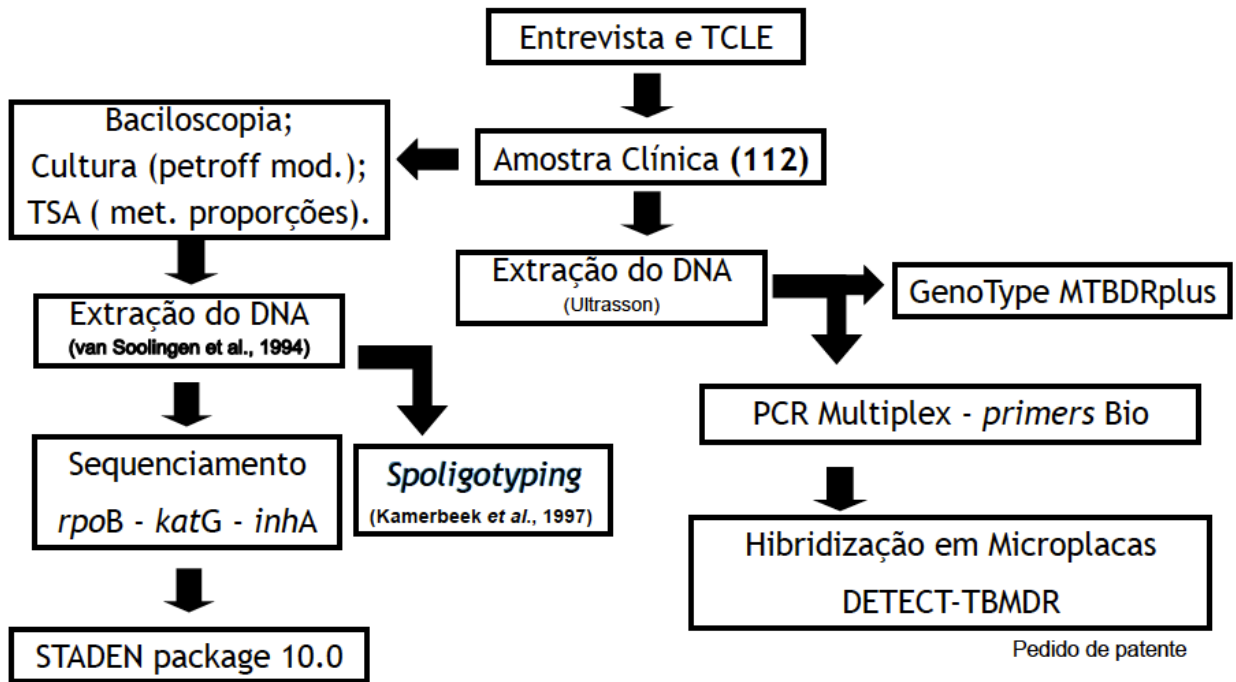 Entrevista e TCLE
Baciloscopia;
Cultura (petroff mod.);
TSA ( met. proporções).
Amostra Clínica (112)
Extração do DNA
(Ultrasson)
GenoType MTBDRplus
Extração do DNA
(van Soolingen et al., 1994)
PCR Multiplex - primers Bio
Sequenciamento
rpoB - katG - inhA
Spoligotyping
(Kamerbeek et al., 1997)
Hibridização em Microplacas
DETECT-TBMDR
Pedido de patente
STADEN package 10.0